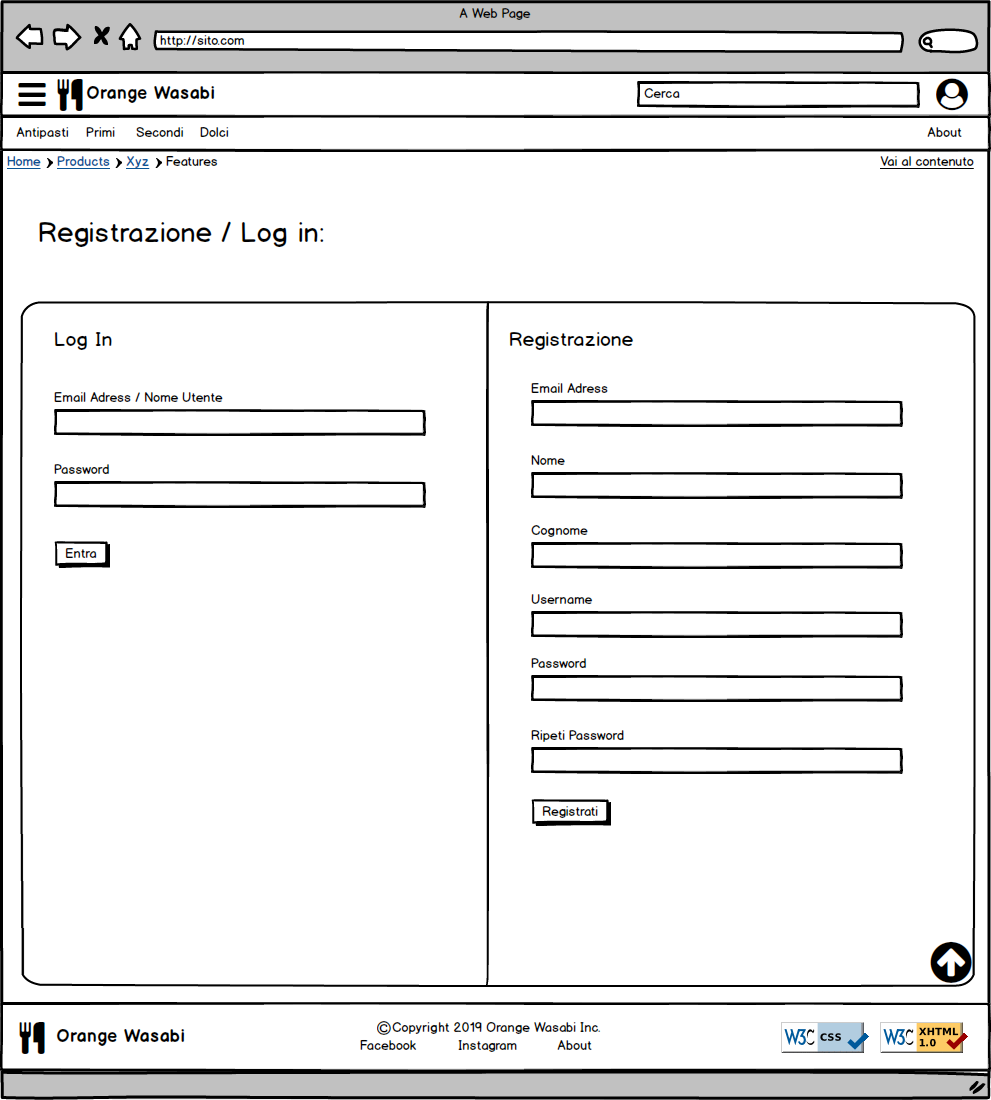 A Web Page
http://sito.com
Orange Wasabi
Cerca
Antipasti Primi Secondi Dolci About
Home Products Xyz Features Vai al contenuto
Registrazione / Log in:
Log In
Email Adress / Nome Utente
Password
Entra
Registrazione
Email Adress
Nome
Cognome
Username
Password
Ripeti Password
Registrati
Orange Wasabi
©Copyright 2019 Orange Wasabi Inc.
Facebook Instagram About
W3C CSS
W3C XHTML
1.0